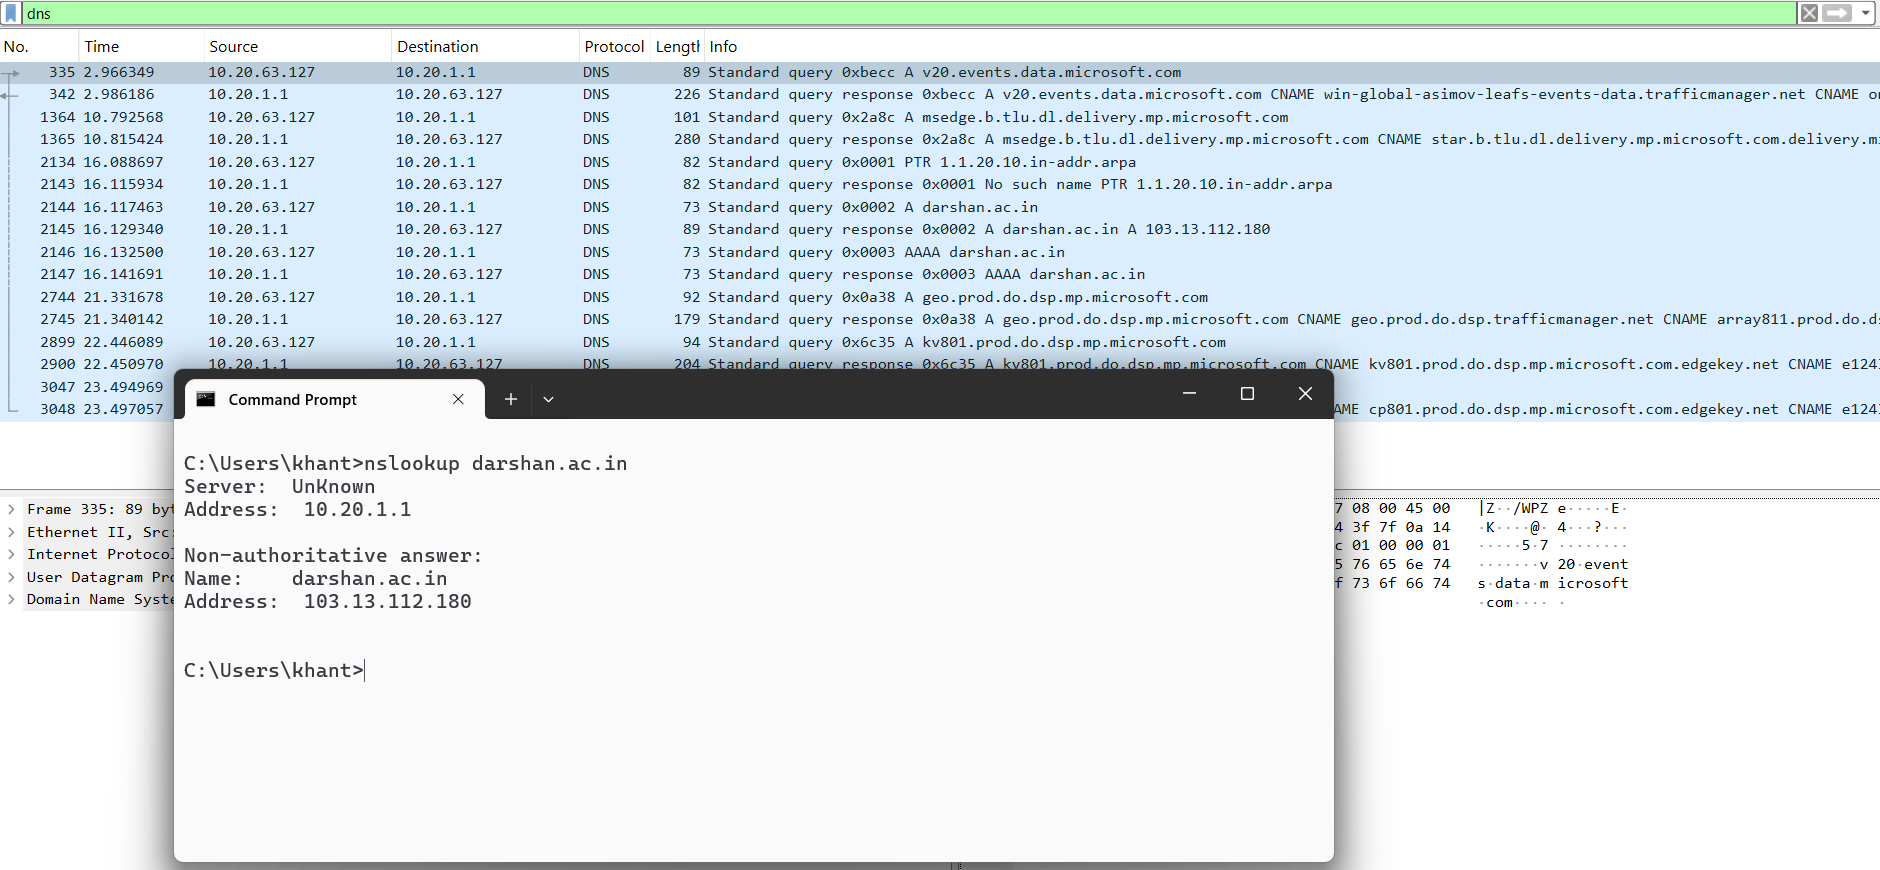 dns
No. Time Source Destination Protocol Length Info
335 2.966349 10.20.63.127 10.20.1.1 DNS 89 Standard query 0xbecc A v20.events.data.microsoft.com
342 2.986186 10.20.1.1 10.20.63.127 DNS 226 Standard query response 0xbecc A v20.events.data.microsoft.com CNAME win-global-asimov-leafs-events-data.trafficmanager.net CNAME
1364 10.792568 10.20.63.127 10.20.1.1 DNS 101 Standard query 0x2a8c A msedge.b.tlu.dl.delivery.mp.microsoft.com
1365 10.815424 10.20.1.1 10.20.63.127 DNS 280 Standard query response 0x2a8c A msedge.b.tlu.dl.delivery.mp.microsoft.com CNAME star.b.tlu.dl.delivery.mp.microsoft.com.delivery.m
2134 16.088697 10.20.63.127 10.20.1.1 DNS 82 Standard query 0x0001 PTR 1.1.20.10.in-addr.arpa
2143 16.115934 10.20.1.1 10.20.63.127 DNS 82 Standard query response 0x0001 No such name PTR 1.1.20.10.in-addr.arpa
2144 16.117463 10.20.63.127 10.20.1.1 DNS 73 Standard query 0x0002 A darshan.ac.in
2145 16.129340 10.20.1.1 10.20.63.127 DNS 89 Standard query response 0x0002 A darshan.ac.in A 103.13.112.180
2146 16.132500 10.20.63.127 10.20.1.1 DNS 73 Standard query 0x0003 AAAA darshan.ac.in
2147 16.141691 10.20.1.1 10.20.63.127 DNS 73 Standard query response 0x0003 AAAA darshan.ac.in
2744 21.331678 10.20.63.127 10.20.1.1 DNS 92 Standard query 0x0a38 A geo.prod.do.dsp.mp.microsoft.com
2745 21.340142 10.20.1.1 10.20.63.127 DNS 179 Standard query response 0x0a38 A geo.prod.do.dsp.mp.microsoft.com CNAME geo.prod.do.dsp.trafficmanager.net CNAME array811.prod.do.d
2899 22.446089 10.20.63.127 10.20.1.1 DNS 94 Standard query 0x6c35 A kv801.prod.do.dsp.mp.microsoft.com
2900 22.450970 10.20.1.1 10.20.63.127 DNS 204 Standard query response 0x6c35 A kv801.prod.do.dsp.mp.microsoft.com CNAME kv801.prod.do.dsp.mp.microsoft.com.edgekey.net CNAME e124
3047 23.494969
3048 23.497057 AME cp801.prod.do.dsp.mp.microsoft.com.edgekey.net CNAME e124
Command Prompt
C:\Users\khant>nslookup darshan.ac.in
Server: UnKnown
Address: 10.20.1.1
Non-authoritative answer:
Name: darshan.ac.in
Address: 103.13.112.180
C:\Users\khant>
Frame 335: 89 byt
Ethernet II, Src:
Internet Protocol
User Datagram Pro
Domain Name Syste
7 08 00 45 00 |Z··/WPZ e·····E·
4 3f 7f 0a 14 ·K····@· 4···?···
c 01 00 00 01 ·····5·7 ········
5 76 65 6e 74 ·······v 20·event
f 73 6f 66 74 s·data·m icrosoft
·com···· ·